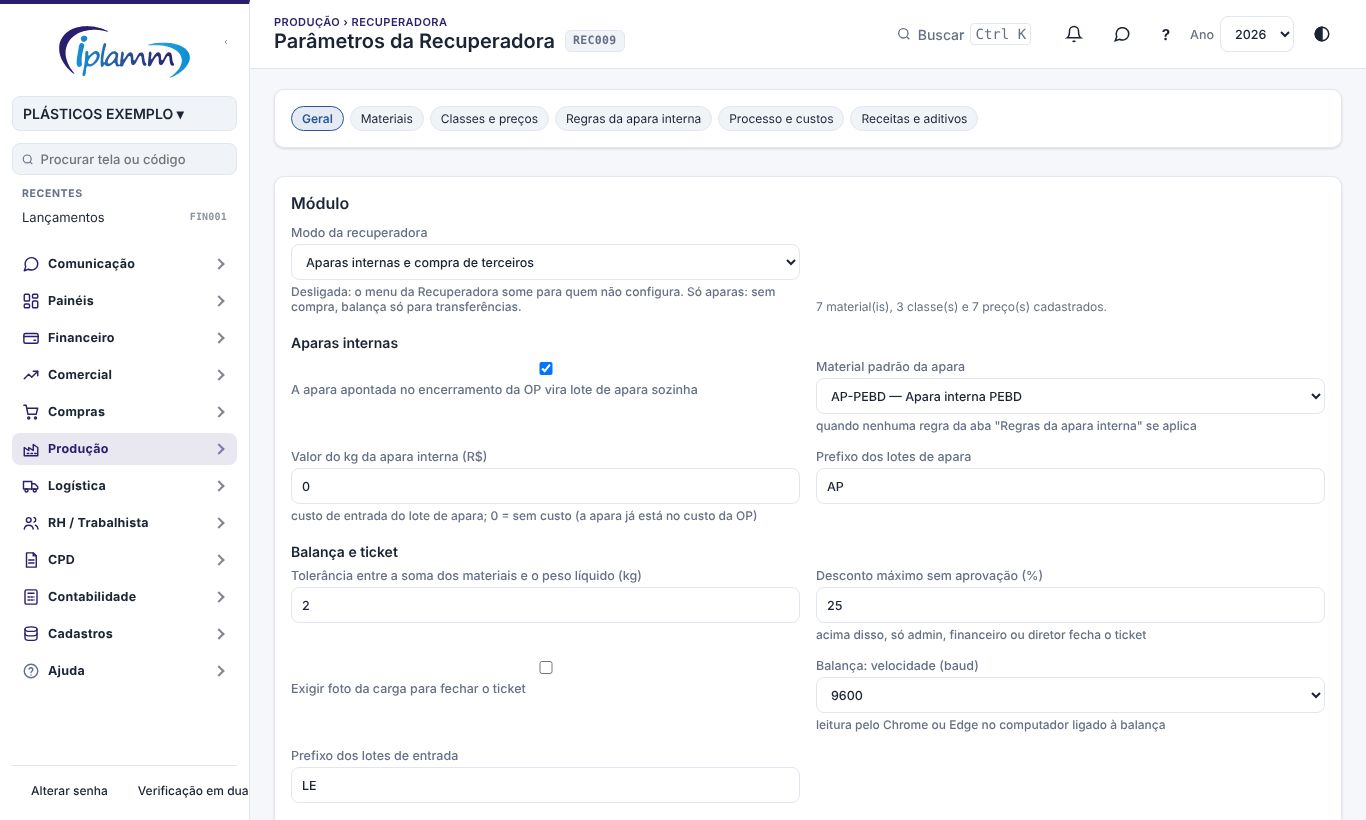 iplamm
PLÁSTICOS EXEMPLO ▾
Procurar tela ou código
RECENTES
Lançamentos FIN001
Comunicação
Painéis
Financeiro
Comercial
Compras
Produção
Logística
RH / Trabalhista
CPD
Contabilidade
Cadastros
Ajuda
Alterar senha Verificação em dua
PRODUÇÃO › RECUPERADORA
Parâmetros da Recuperadora REC009
Buscar Ctrl K ? Ano 2026
Geral Materiais Classes e preços Regras da apara interna Processo e custos Receitas e aditivos
Módulo
Modo da recuperadora
Aparas internas e compra de terceiros
Desligada: o menu da Recuperadora some para quem não configura. Só aparas: sem
compra, balança só para transferências.
7 material(is), 3 classe(s) e 7 preço(s) cadastrados.
Aparas internas
A apara apontada no encerramento da OP vira lote de apara sozinha
Material padrão da apara
AP-PEBD — Apara interna PEBD
quando nenhuma regra da aba "Regras da apara interna" se aplica
Valor do kg da apara interna (R$)
0
custo de entrada do lote de apara; 0 = sem custo (a apara já está no custo da OP)
Prefixo dos lotes de apara
AP
Balança e ticket
Tolerância entre a soma dos materiais e o peso líquido (kg)
2
Desconto máximo sem aprovação (%)
25
acima disso, só admin, financeiro ou diretor fecha o ticket
Exigir foto da carga para fechar o ticket
Balança: velocidade (baud)
9600
leitura pelo Chrome ou Edge no computador ligado à balança
Prefixo dos lotes de entrada
LE